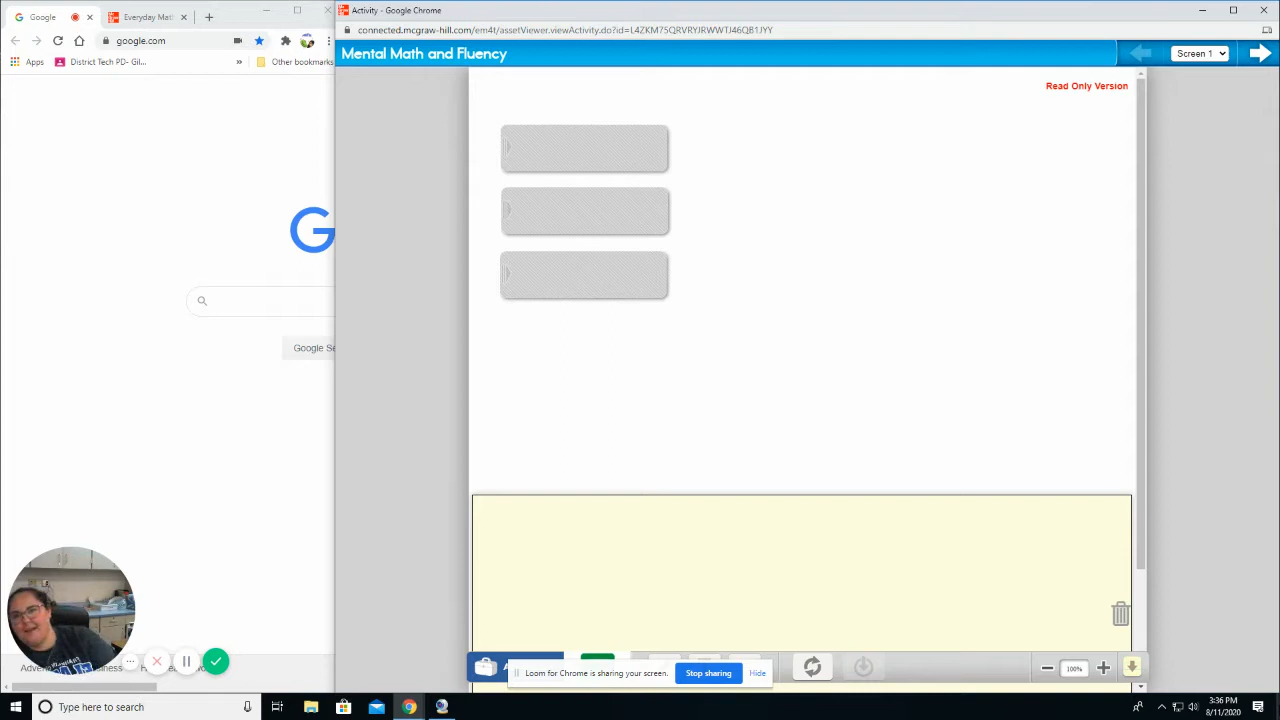 Google
Everyday Math
google.com
Apps
District Tech PD- Gil...
»
Other bookmarks
G
Google Se
Activity - Google Chrome
connected.mcgraw-hill.com/em4t/assetViewer.viewActivity.do?id=L4ZKM75QRVRYJRWWTJ46QB1JYY
Mental Math and Fluency
Screen 1
Read Only Version
Loom for Chrome is sharing your screen.
Stop sharing
Hide
100%
Type here to search
3:36 PM
8/11/2020